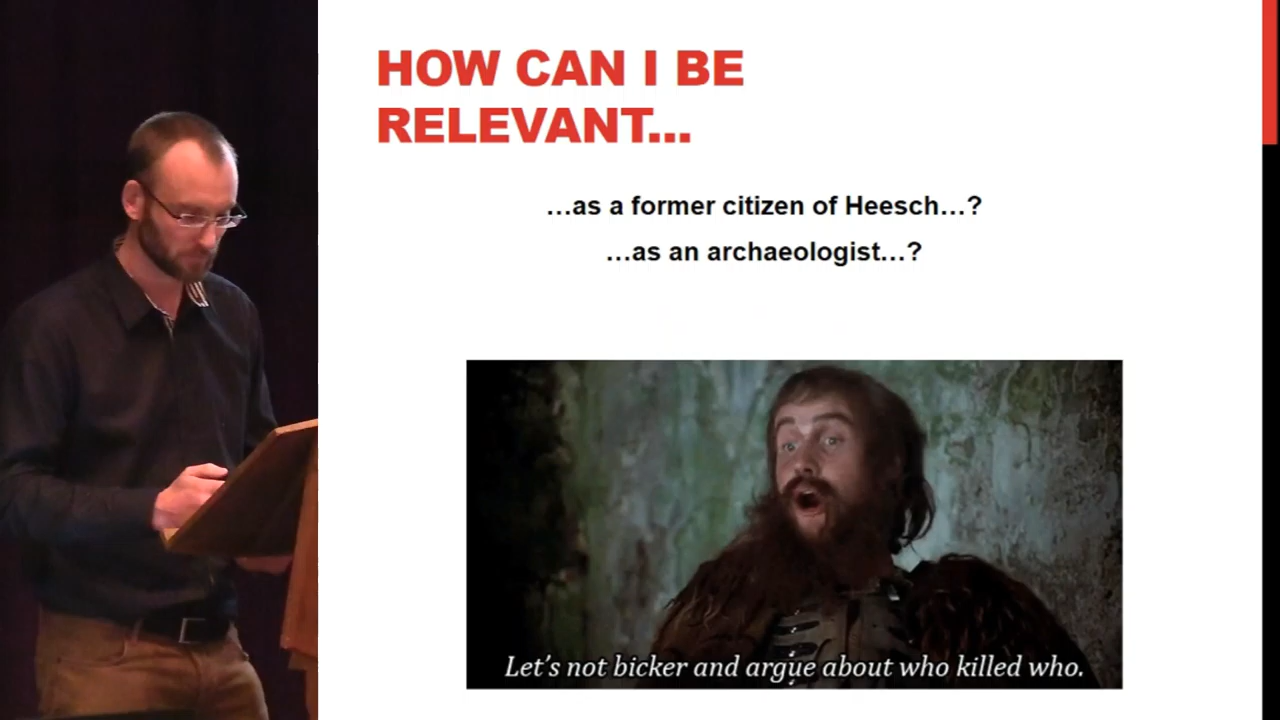 HOW CAN I BE
RELEVANT...
…as a former citizen of Heesch…?
…as an archaeologist…?
Let's not bicker and argue about who killed who.